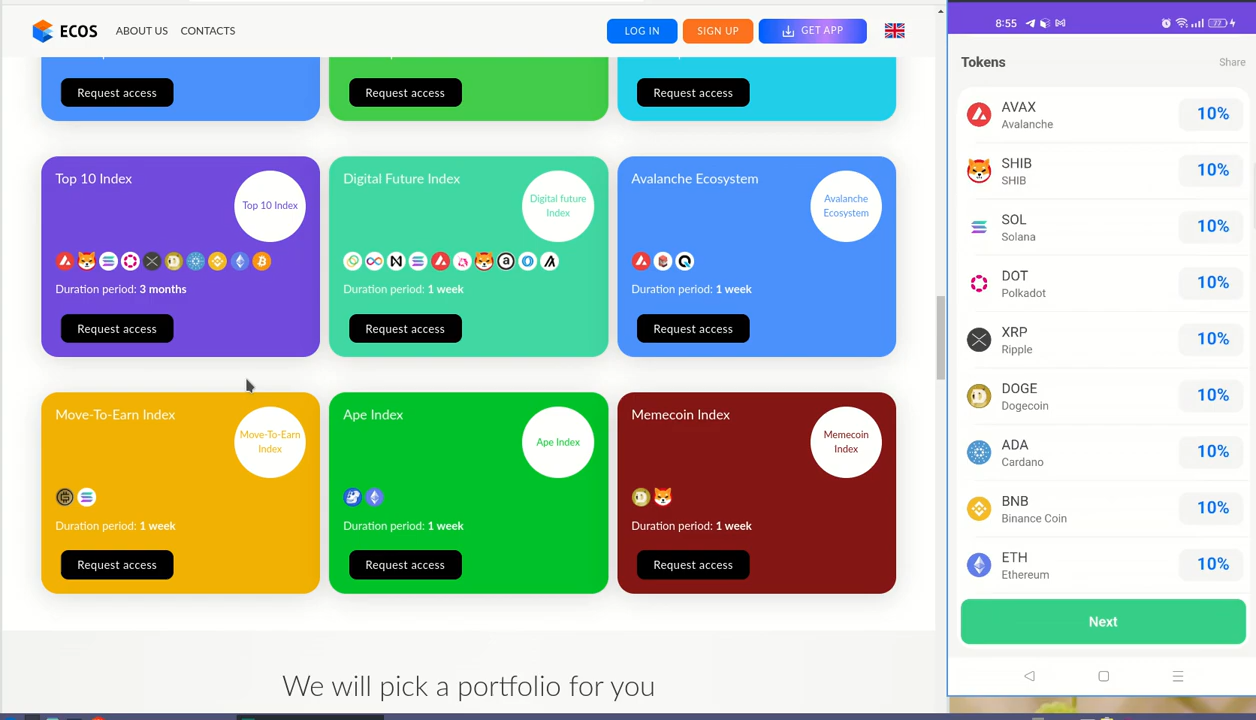 ECOS
ABOUT US
CONTACTS
LOG IN
SIGN UP
GET APP
Request access
Request access
Request access
Top 10 Index
Top 10 Index
Duration period: 3 months
Request access
Digital Future Index
Digital future
Index
Duration period: 1 week
Request access
Avalanche Ecosystem
Avalanche
Ecosystem
Duration period: 1 week
Request access
Move-To-Earn Index
Move-To-Earn
Index
Duration period: 1 week
Request access
Ape Index
Ape Index
Duration period: 1 week
Request access
Memecoin Index
Memecoin
Index
Duration period: 1 week
Request access
We will pick a portfolio for you
8:55
77
Tokens
Share
AVAX
Avalanche
10%
SHIB
SHIB
10%
SOL
Solana
10%
DOT
Polkadot
10%
XRP
Ripple
10%
DOGE
Dogecoin
10%
ADA
Cardano
10%
BNB
Binance Coin
10%
ETH
Ethereum
10%
Next